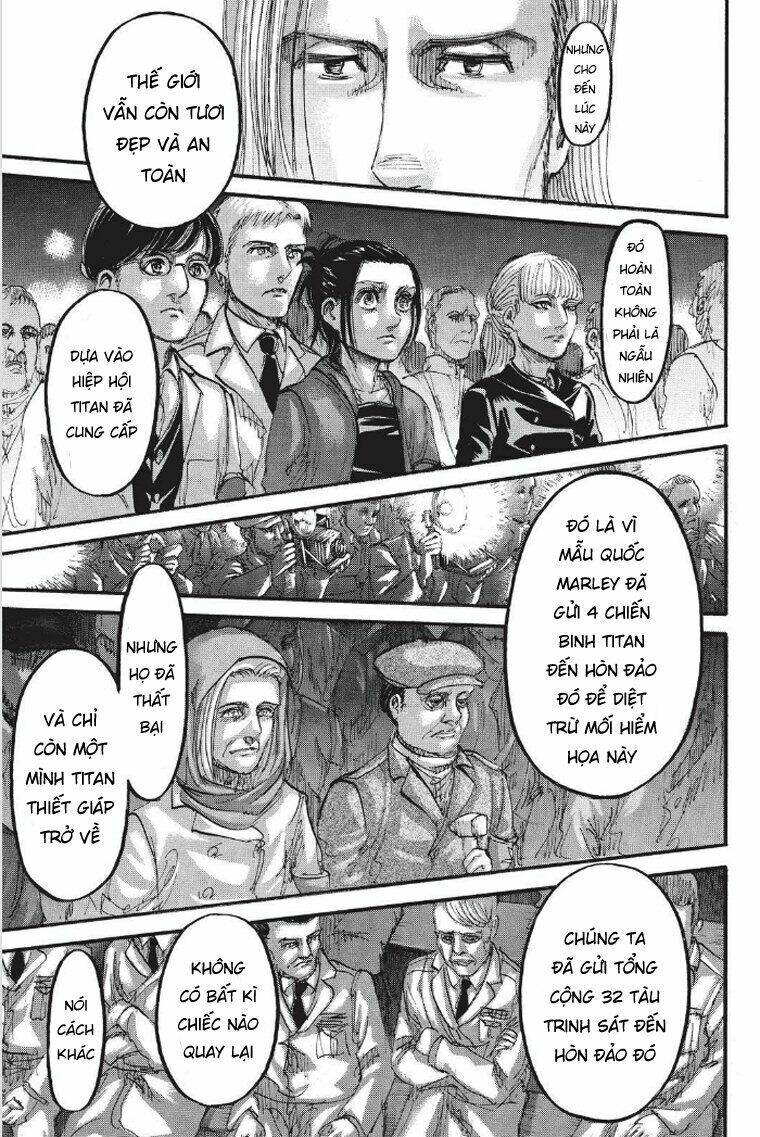 NHƯNG
CHO
ĐẾN
LÚC
NÀY
THẾ GIỚI
VẪN CÒN TƯƠI
ĐẸP VÀ AN
TOÀN
ĐÓ
HOÀN
TOÀN
KHÔNG
PHẢI LÀ
NGẪU
NHIÊN
DỰA VÀO
HIỆP HỘI
TITAN ĐÃ
CUNG CẤP
ĐÓ LÀ VÌ
MẪU QUỐC
MARLEY ĐÃ
GỬI 4 CHIẾN
BINH TITAN
ĐẾN HÒN ĐẢO
ĐÓ ĐỂ DIỆT
TRỪ MỐI HIỂM
HỌA NÀY
NHƯNG
HỌ ĐÃ
THẤT
BẠI
VÀ CHỈ
CÒN MỘT
MÌNH TITAN
THIẾT GIÁP
TRỞ VỀ
CHÚNG TA
ĐÃ GỬI TỔNG
CỘNG 32 TÀU
TRINH SÁT ĐẾN
HÒN ĐẢO ĐÓ
KHÔNG
CÓ BẤT KÌ
CHIẾC NÀO
QUAY LẠI
NÓI
CÁCH
KHÁC